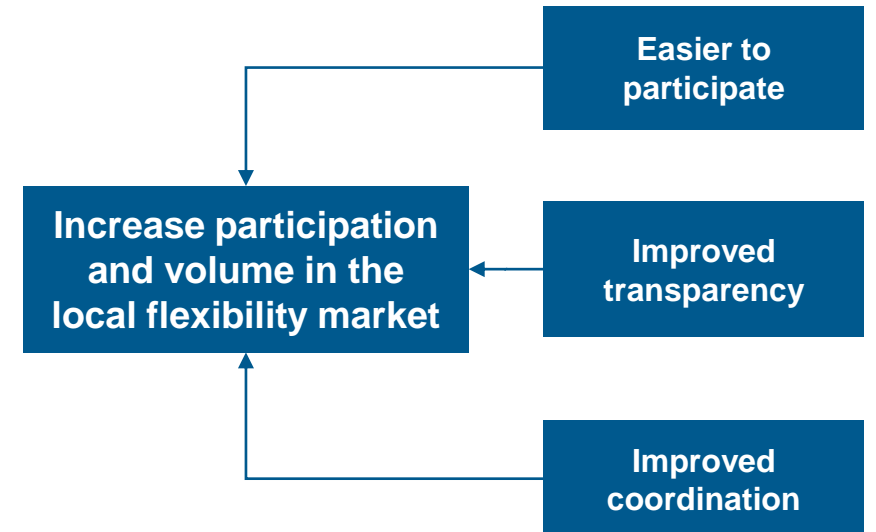 Easier to
participate
Increase participation
and volume in the
local flexibility market
Improved
transparency
Improved
coordination